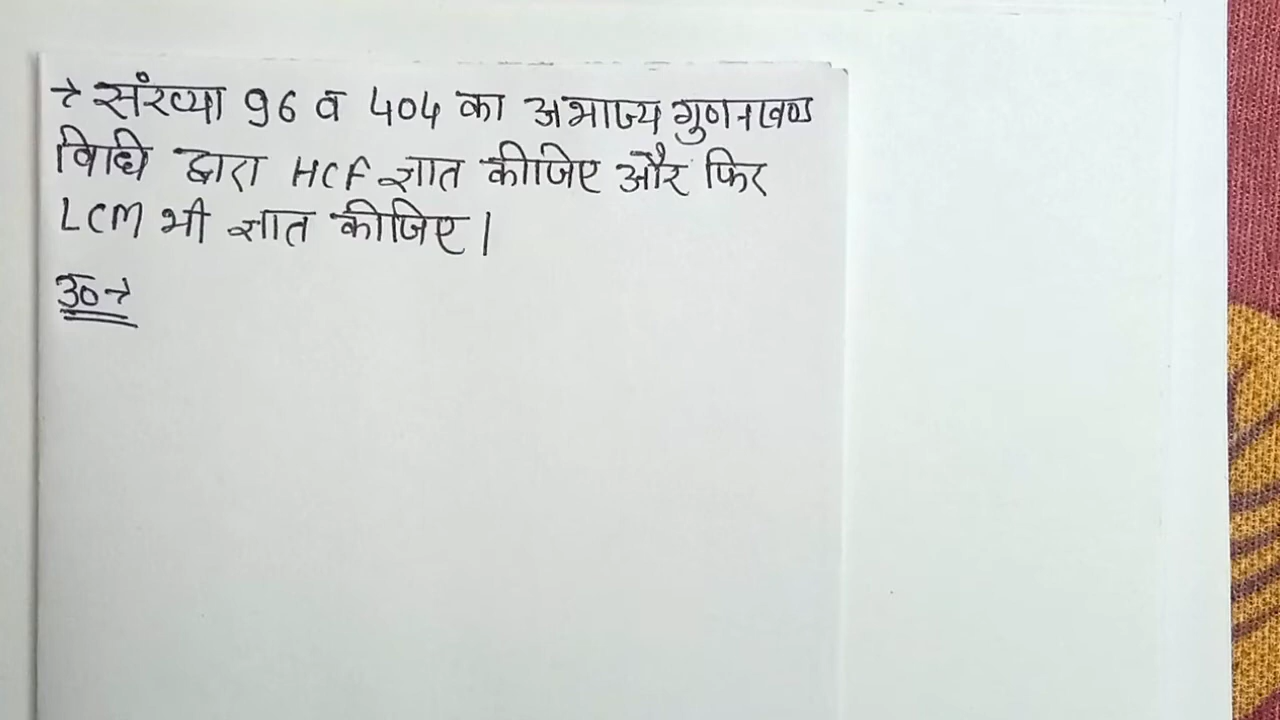 → संख्या 96 व 404 का अभाज्य गुणनखण्ड
विधि द्वारा HCF ज्ञात कीजिए और फिर
LCM भी ज्ञात कीजिए।
उ०→